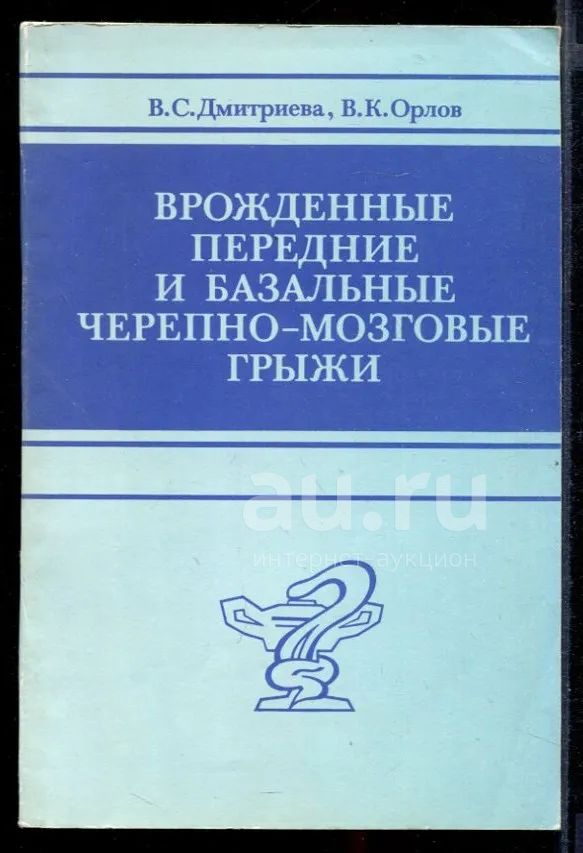 В.С.Дмитриева, В.К.Орлов
ВРОЖДЕННЫЕ
ПЕРЕДНИЕ
И БАЗАЛЬНЫЕ
ЧЕРЕПНО-МОЗГОВЫЕ
ГРЫЖИ
au.ru
интернет-аукцион